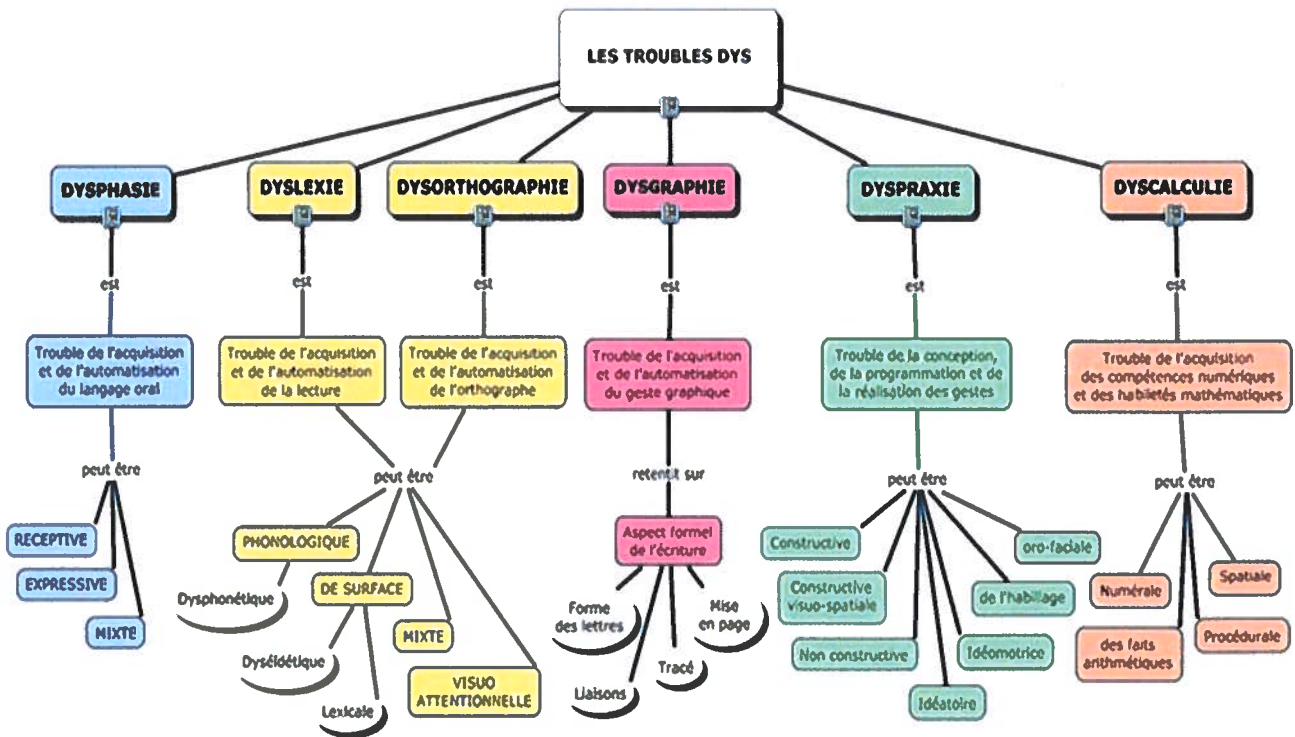 LES TROUBLES DYS
DYSPHASIE
DYSLEXIE
DYSORTHOGRAPHIE
DYSGRAPHIE
DYSPRAXIE
DYSCALCULIE
est
est
est
est
est
est
Trouble de l'acquisition
et de l'automatisation
du langage oral
Trouble de l'acquisition
et de l'automatisation
de la lecture
Trouble de l'acquisition
et de l'automatisation
de l'orthographe
Trouble de l'acquisition
et de l'automatisation
du geste graphique
Trouble de la conception,
de la programmation et de
la réalisation des gestes
Trouble de l'acquisition
des compétences numériques
et des habiletés mathématiques
peut être
peut être
retentit sur
peut être
peut être
RECEPTIVE
EXPRESSIVE
MIXTE
PHONOLOGIQUE
Dysphonétique
DE SURFACE
Dyséïdétique
Lexicale
MIXTE
VISUO
ATTENTIONNELLE
Aspect formel
de l'écriture
Forme
des lettres
Liaisons
Tracé
Mise
en page
Constructive
Constructive
visuo-spatiale
Non constructive
Idéatoire
Idéomotrice
de l'habillage
oro-faciale
Numérale
des faits
arithmétiques
Procédurale
Spatiale